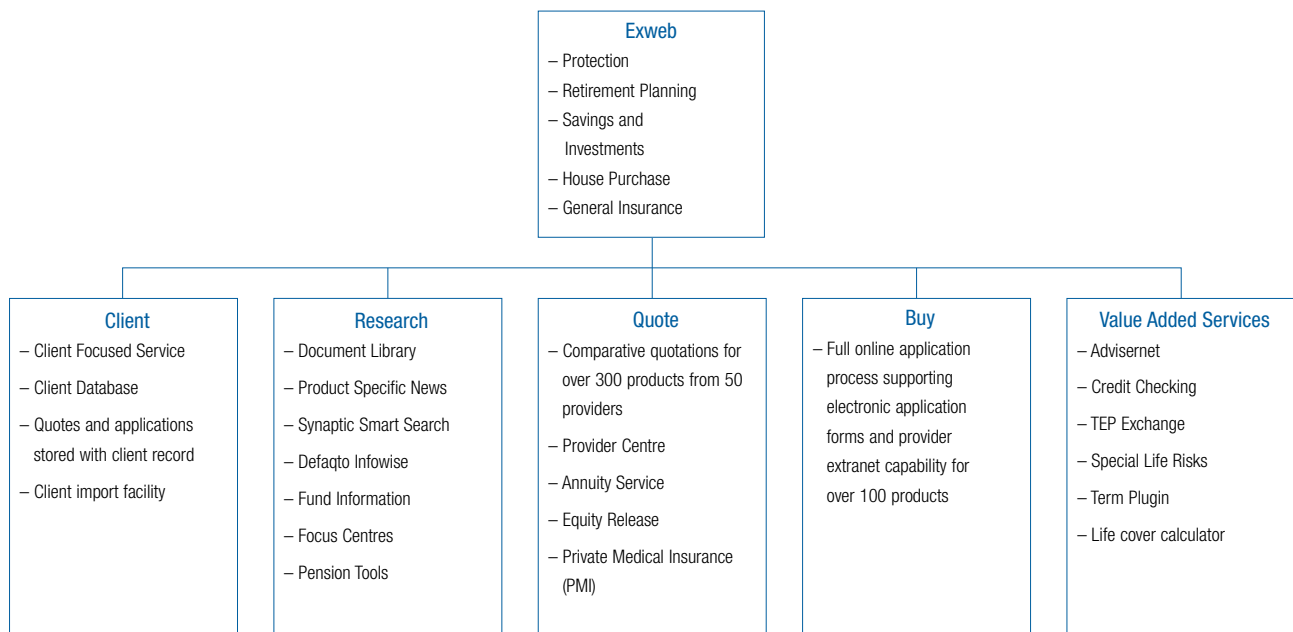 Exweb
– Protection
– Retirement Planning
– Savings and
Investments
– House Purchase
– General Insurance
Client
– Client Focused Service
– Client Database
– Quotes and applications
stored with client record
– Client import facility
Research
– Document Library
– Product Specific News
– Synaptic Smart Search
– Defaqto Infowise
– Fund Information
– Focus Centres
– Pension Tools
Quote
– Comparative quotations for
over 300 products from 50
providers
– Provider Centre
– Annuity Service
– Equity Release
– Private Medical Insurance
(PMI)
Buy
– Full online application
process supporting
electronic application
forms and provider
extranet capability for
over 100 products
Value Added Services
– Advisernet
– Credit Checking
– TEP Exchange
– Special Life Risks
– Term Plugin
– Life cover calculator